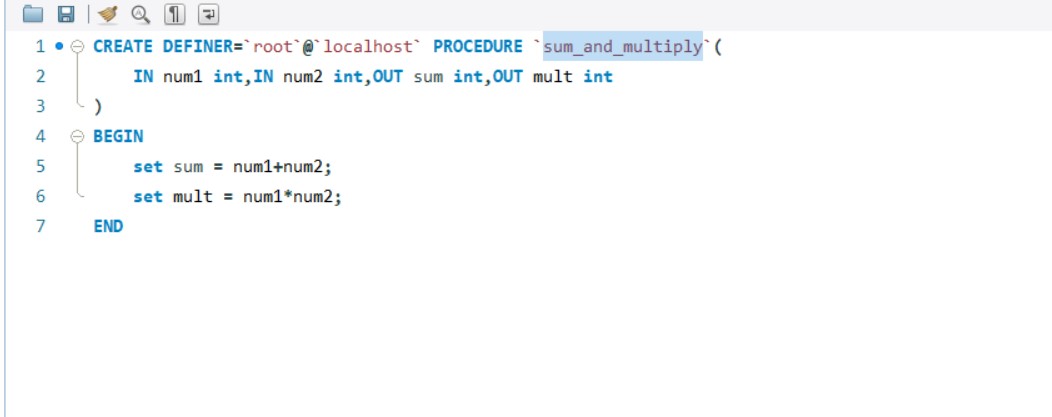 1 CREATE DEFINER=`root`@`localhost` PROCEDURE `sum_and_multiply`(
2 IN num1 int,IN num2 int,OUT sum int,OUT mult int
3 )
4 BEGIN
5 set sum = num1+num2;
6 set mult = num1*num2;
7 END